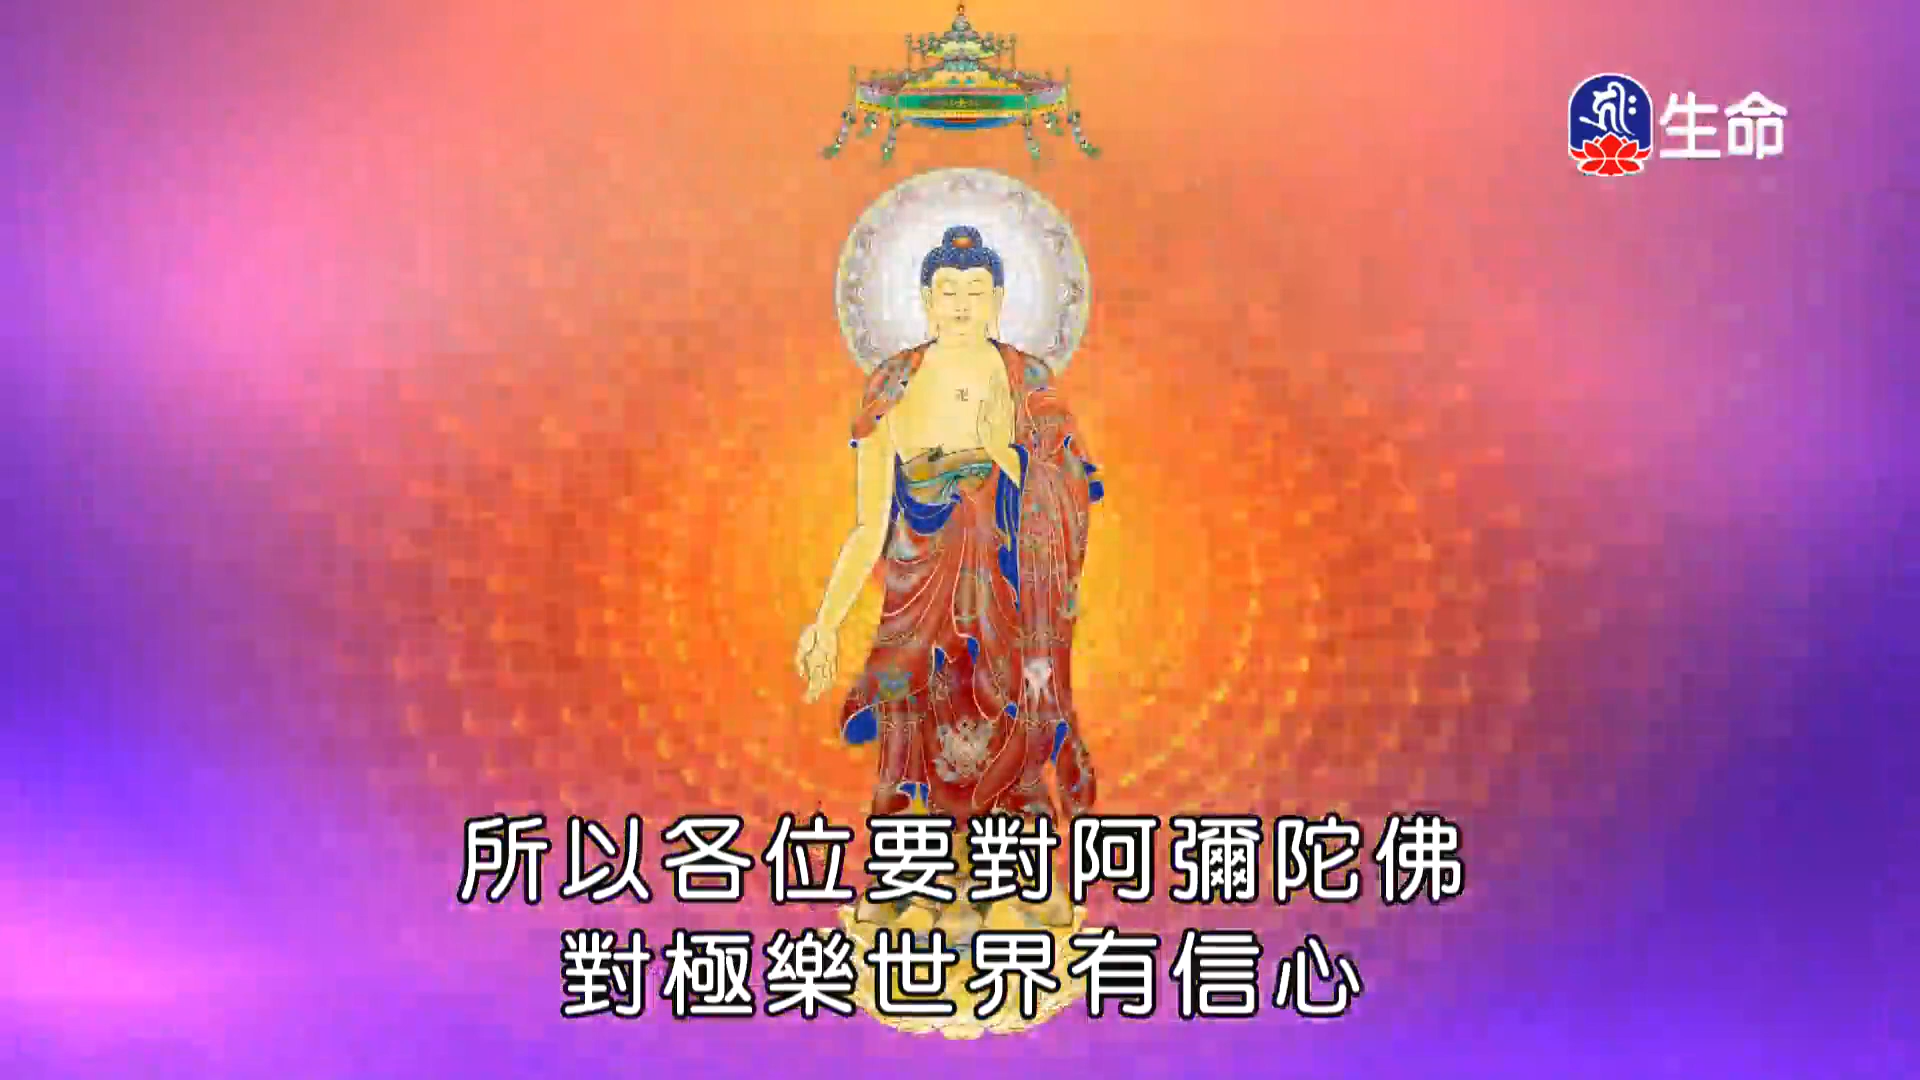 生命
所以各位要對阿彌陀佛
對極樂世界有信心